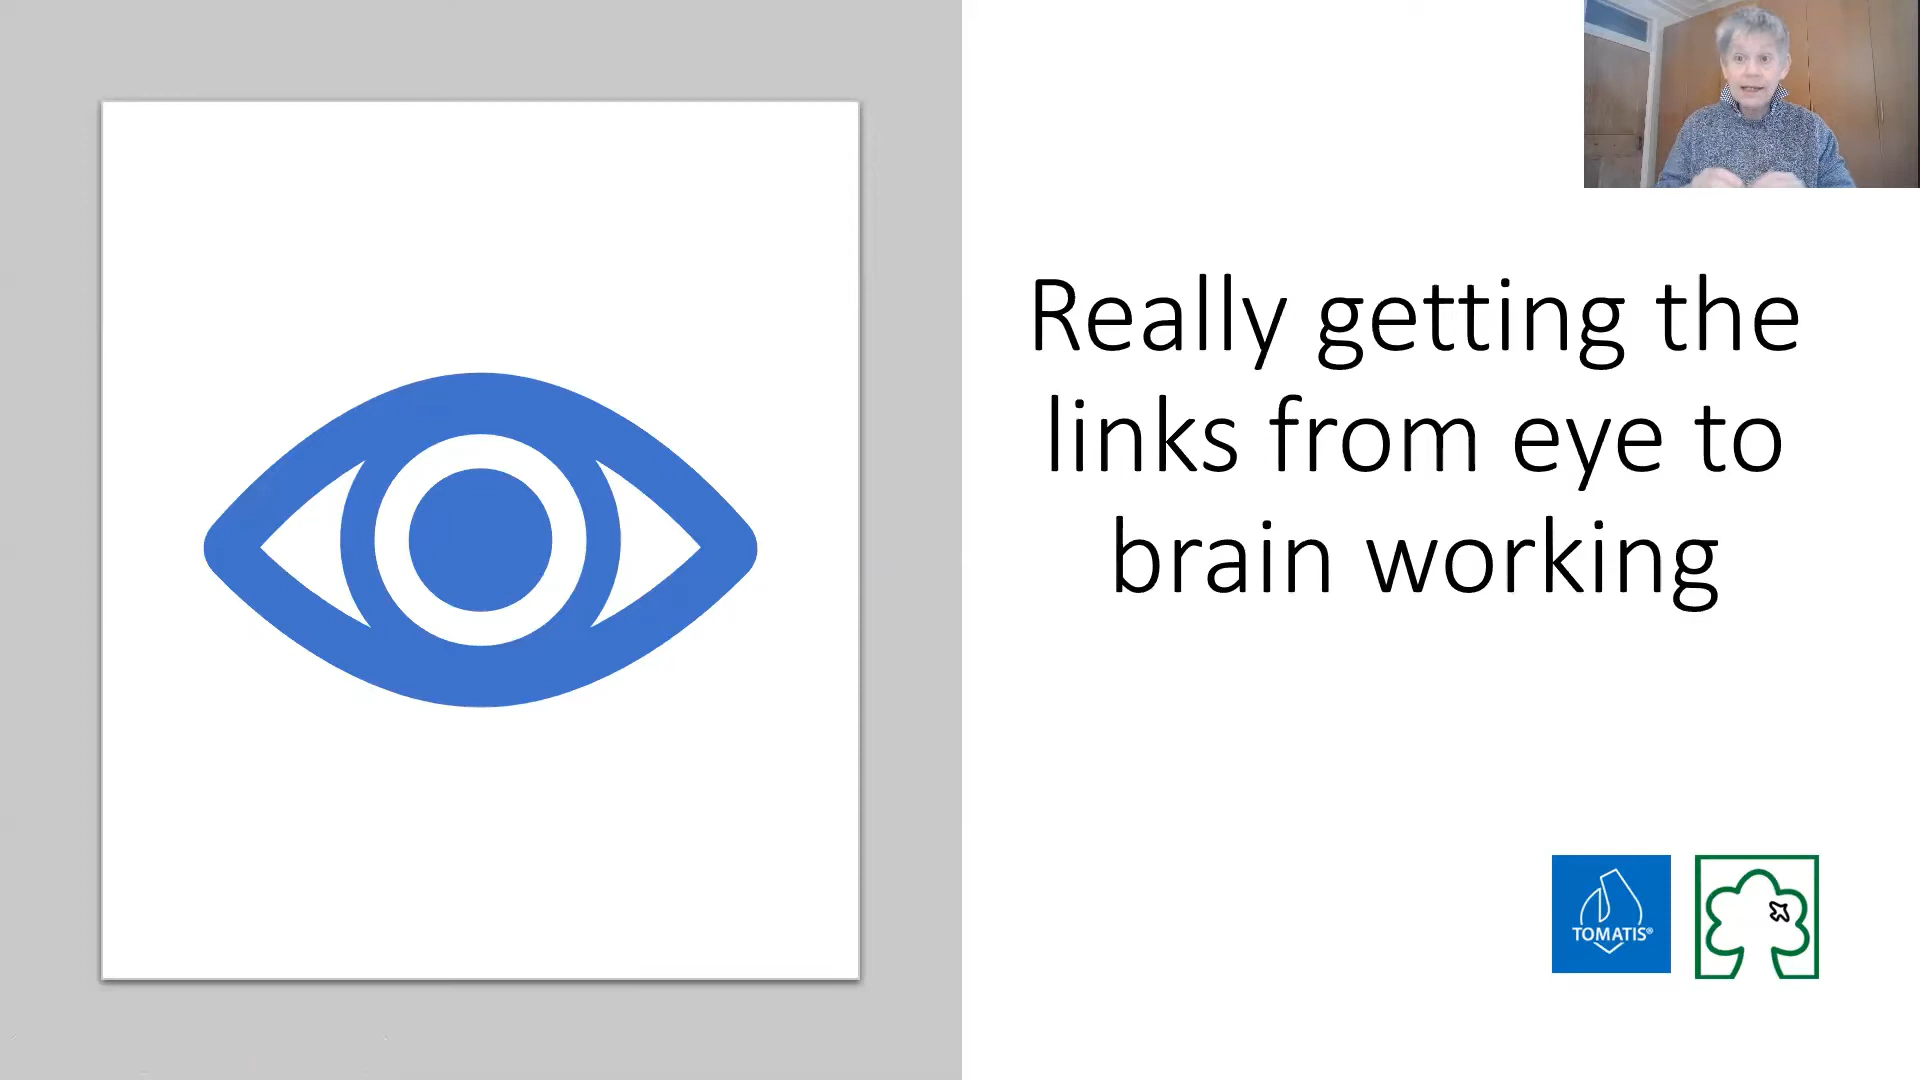 Really getting the
links from eye to
brain working
TOMATIS®